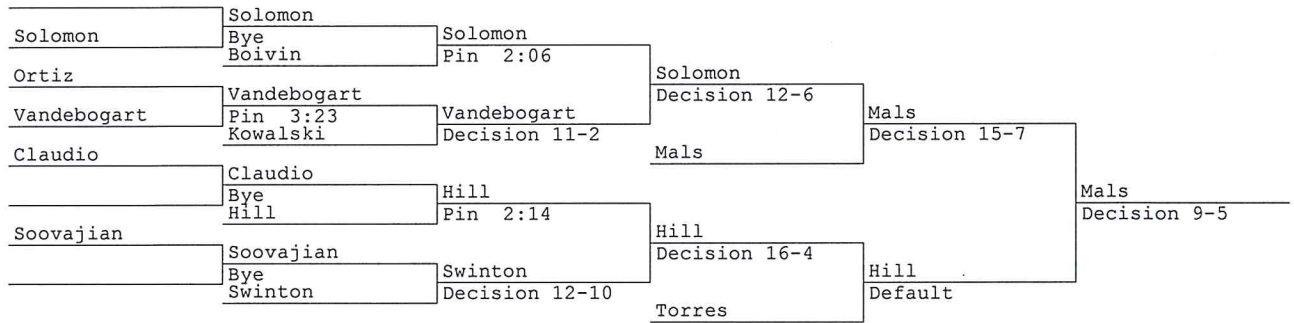 Solomon
Solomon
Bye
Boivin
Solomon
Pin 2:06
Ortiz
Vandebogart
Vandebogart
Pin 3:23
Kowalski
Vandebogart
Decision 11-2
Solomon
Decision 12-6
Mals
Mals
Decision 15-7
Claudio
Claudio
Bye
Hill
Hill
Pin 2:14
Soovajian
Soovajian
Bye
Swinton
Swinton
Decision 12-10
Hill
Decision 16-4
Torres
Hill
Default
Mals
Decision 9-5